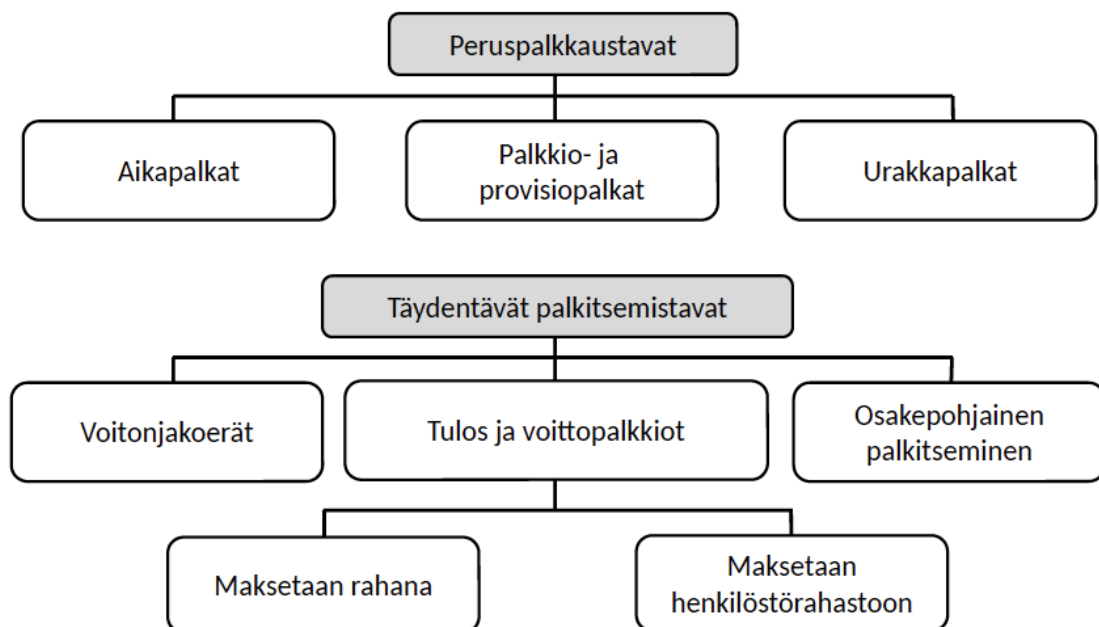 Peruspalkkaustavat
Aikapalkat
Palkkio- ja
provisiopalkat
Urakkapalkat
Täydentävät palkitsemistavat
Voitonjakoerät
Tulos ja voittopalkkiot
Osakepohjainen
palkitseminen
Maksetaan rahana
Maksetaan
henkilöstörahastoon